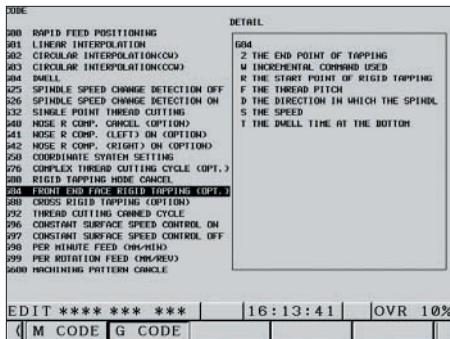 CODE
G00 RAPID FEED POSITIONING
G01 LINEAR INTERPOLATION
G02 CIRCULAR INTERPOLATION(CW)
G03 CIRCULAR INTERPOLATION(CCW)
G04 DWELL
G25 SPINDLE SPEED CHANGE DETECTION OFF
G26 SPINDLE SPEED CHANGE DETECTION ON
G32 SINGLE POINT THREAD CUTTING
G40 NOSE R COMP. CANCEL (OPTION)
G41 NOSE R COMP. (LEFT) ON (OPTION)
G42 NOSE R COMP. (RIGHT) ON (OPTION)
G50 COORDINATE SYATEM SETTING
G76 COMPLEX THREAD CUTTING CYCLE (OPT.)
G80 RIGID TAPPING MODE CANCEL
G84 FRONT END FACE RIGID TAPPING (OPT.)
G88 CROSS RIGID TAPPING (OPTION)
G92 THREAD CUTTING CANNED CYCLE
G96 CONSTANT SURFACE SPEED CONTROL ON
G97 CONSTANT SURFACE SPEED CONTROL OFF
G98 PER MINUTE FEED (MM/MIN)
G99 PER ROTATION FEED (MM/REV)
G600 MACHINING PATTERN CANCLE
DETAIL
G84
Z THE END POINT OF TAPPING
W INCREMENTAL COMMAND USED
R THE START POINT OF RIGID TAPPING
F THE THREAD PITCH
D THE DIRECTION IN WHICH THE SPINDL
S THE SPEED
T THE DWELL TIME AT THE BOTTOM
EDIT **** *** *** 16:13:41 OVR 10%
( M CODE G CODE